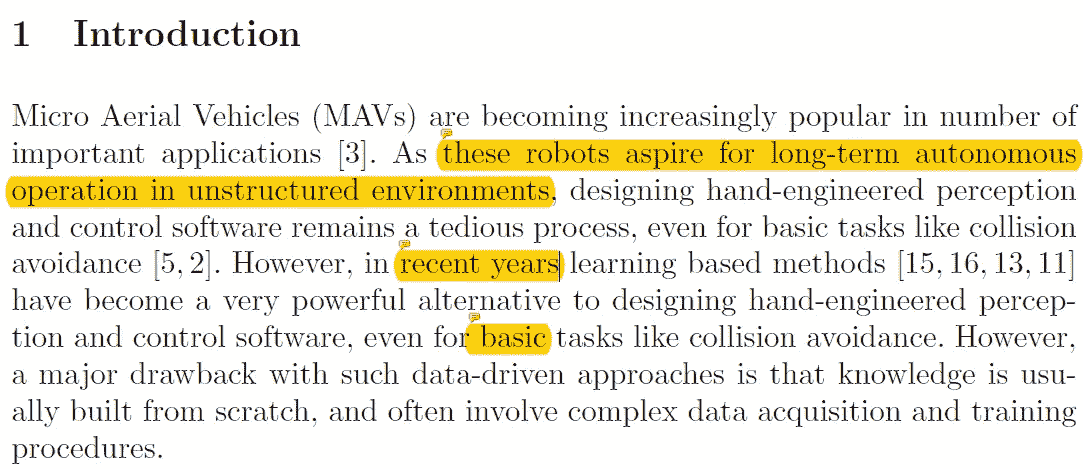 1 Introduction
Micro Aerial Vehicles (MAVs) are becoming increasingly popular in number of
important applications [3]. As these robots aspire for long-term autonomous
operation in unstructured environments, designing hand-engineered perception
and control software remains a tedious process, even for basic tasks like collision
avoidance [5, 2]. However, in recent years learning based methods [15, 16, 13, 11]
have become a very powerful alternative to designing hand-engineered percep-
tion and control software, even for basic tasks like collision avoidance. However,
a major drawback with such data-driven approaches is that knowledge is usu-
ally built from scratch, and often involve complex data acquisition and training
procedures.